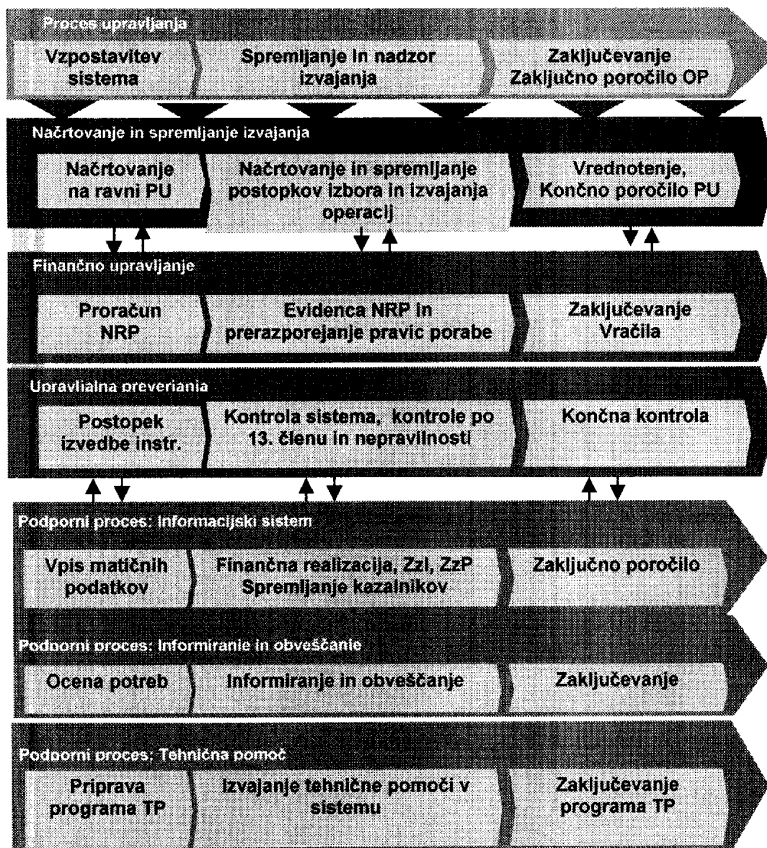 Proces upravljanja
Vzpostavitev
sistema
Spremljanje in nadzor
izvajanja
Zaključevanje
Zaključno poročilo OP
Načrtovanje in spremljanje izvajanja
Načrtovanje
na ravni PU
Načrtovanje in spremljanje
postopkov izbora in izvajanja
operacij
Vrednotenje,
Končno poročilo PU
Finančno upravljanje
Proračun
NRP
Evidenca NRP in
prerazporejanje pravic porabe
Zaključevanje
Vračila
Upravljalna preverjanja
Postopek
izvedbe instr.
Kontrola sistema, kontrole po
13. členu in nepravilnosti
Končna kontrola
Podporni proces: Informacijski sistem
Vpis matičnih
podatkov
Finančna realizacija, ZzI, ZzP
Spremljanje kazalnikov
Zaključno poročilo
Podporni proces: Informiranje in obveščanje
Ocena potreb
Informiranje in obveščanje
Zaključevanje
Podporni proces: Tehnična pomoč
Priprava
programa TP
Izvajanje tehnične pomoči v
sistemu
Zaključevanje
programa TP